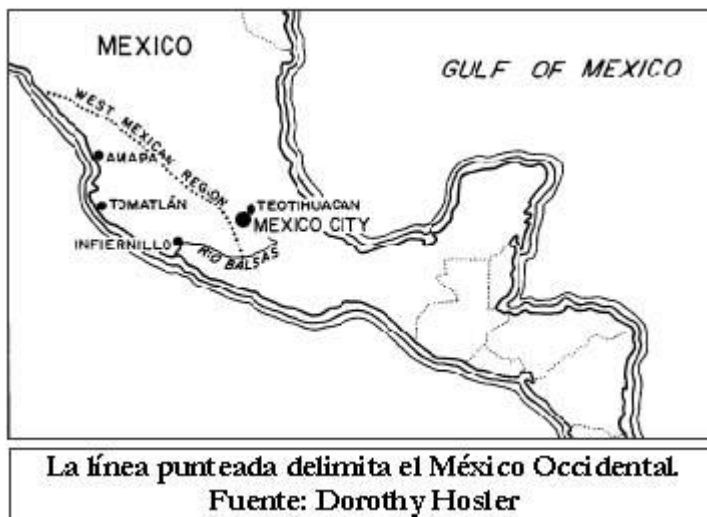 MEXICO
GULF OF MEXICO
WEST MEXICAN REGION
AMAPA
TOMATLÁN
TEOTIHUACAN
MEXICO CITY
INFIERNILLO
RIO BALSAS
La línea punteada delimita el México Occidental.
Fuente: Dorothy Hosler